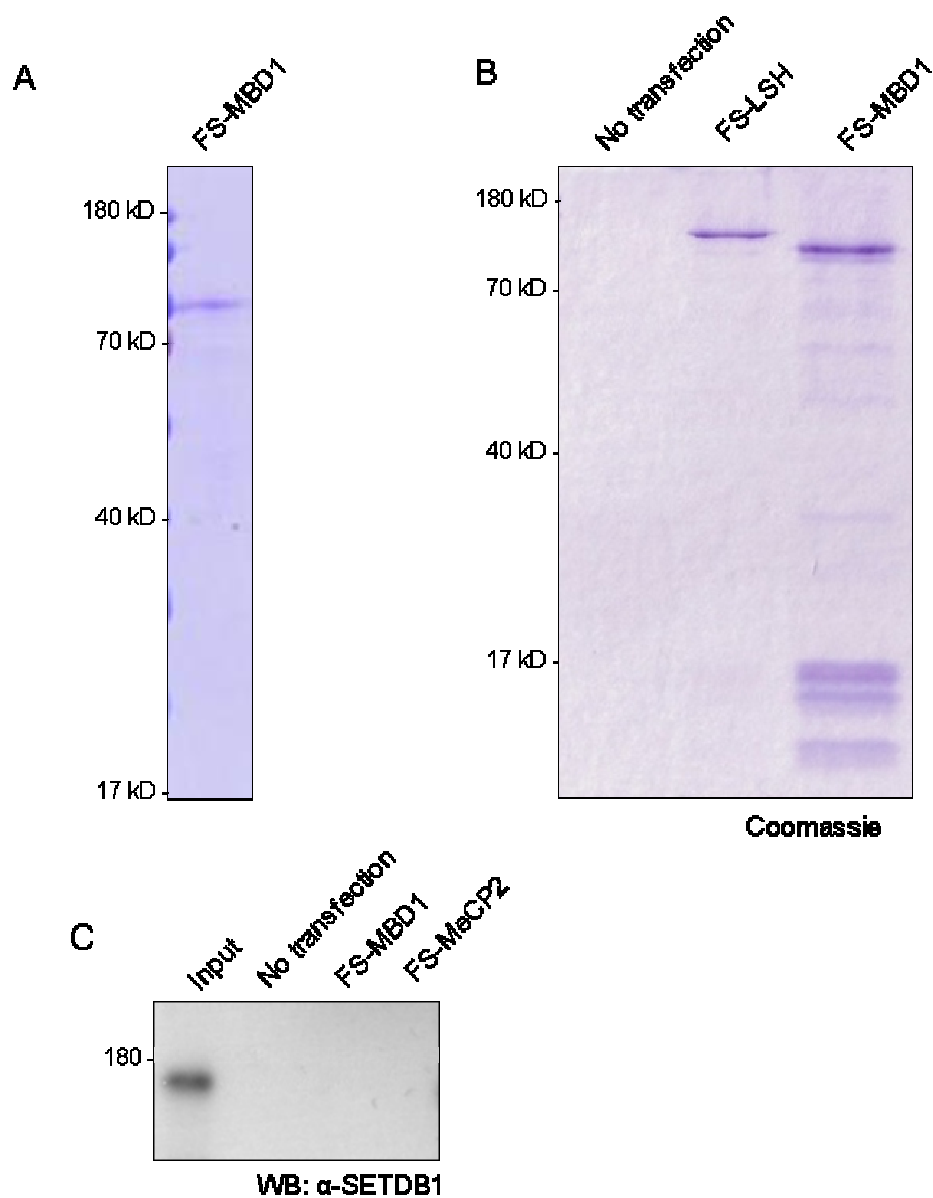 A
FS-MBD1
180 kD
70 kD
40 kD
17 kD
B
No transfection
FS-LSH
FS-MBD1
180 kD
70 kD
40 kD
17 kD
Coomassie
C
Input
No transfection
FS-MBD1
FS-MeCP2
180
WB: α-SETDB1